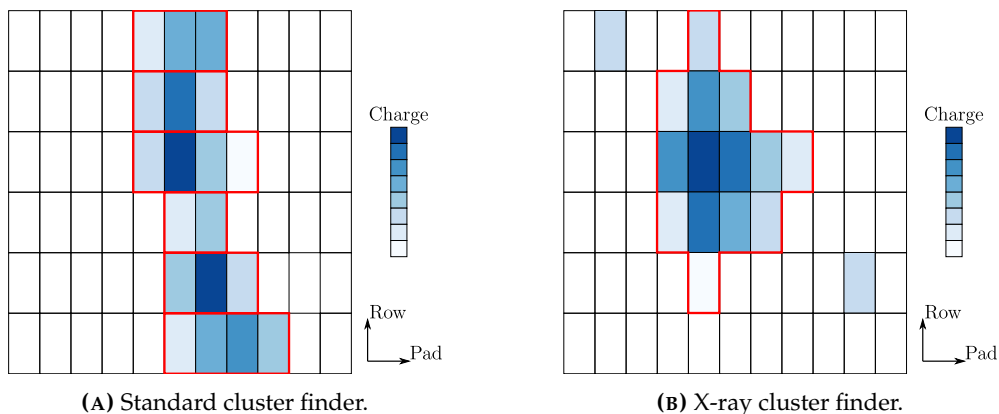 Charge
Row
Pad
(A) Standard cluster finder.
Charge
Row
Pad
(B) X-ray cluster finder.